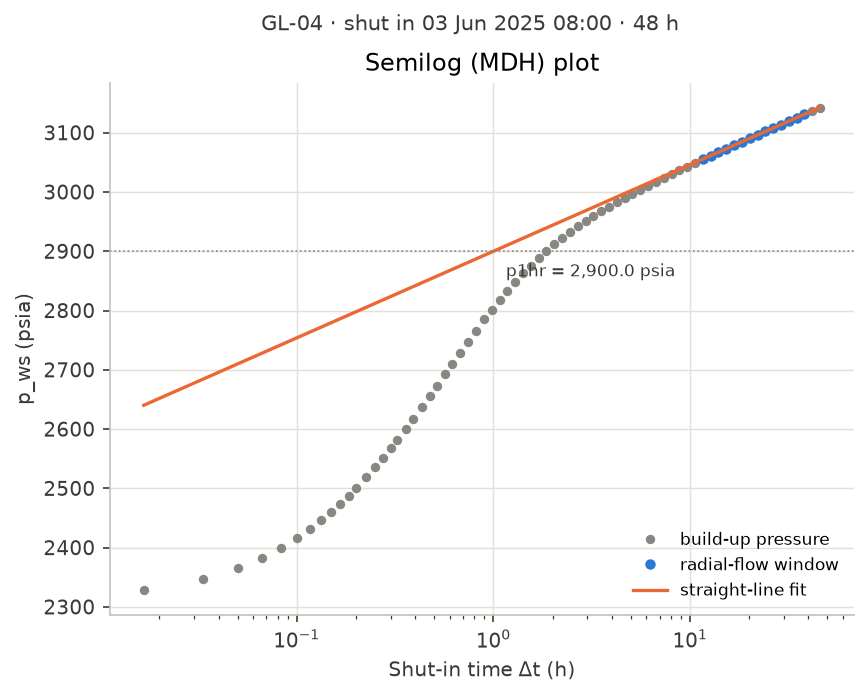 GL-04 · shut in 03 Jun 2025 08:00 · 48 h
Semilog (MDH) plot
p_ws (psia)
3100
3000
2900
2800
2700
2600
2500
2400
2300
p1hr = 2,900.0 psia
build-up pressure
radial-flow window
straight-line fit
10⁻¹ 10⁰ 10¹
Shut-in time Δt (h)